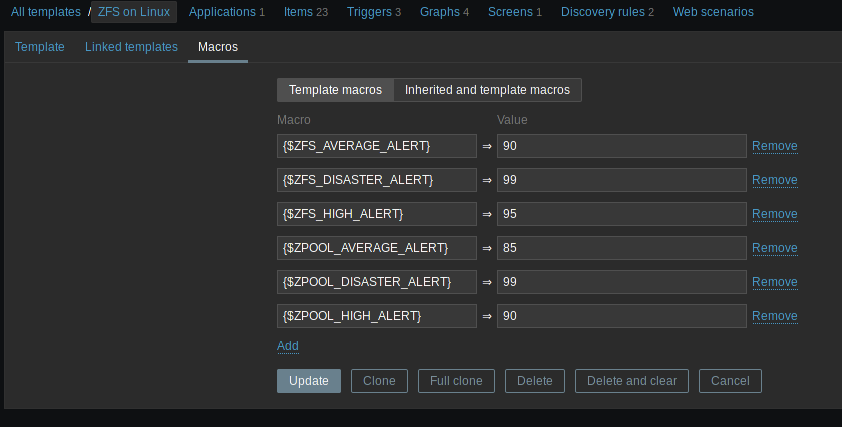 All templates / ZFS on Linux Applications 1 Items 23 Triggers 3 Graphs 4 Screens 1 Discovery rules 2 Web scenarios
Template Linked templates Macros
Template macros Inherited and template macros
Macro Value
{$ZFS_AVERAGE_ALERT} ⇒ 90 Remove
{$ZFS_DISASTER_ALERT} ⇒ 99 Remove
{$ZFS_HIGH_ALERT} ⇒ 95 Remove
{$ZPOOL_AVERAGE_ALERT} ⇒ 85 Remove
{$ZPOOL_DISASTER_ALERT} ⇒ 99 Remove
{$ZPOOL_HIGH_ALERT} ⇒ 90 Remove
Add
Update Clone Full clone Delete Delete and clear Cancel